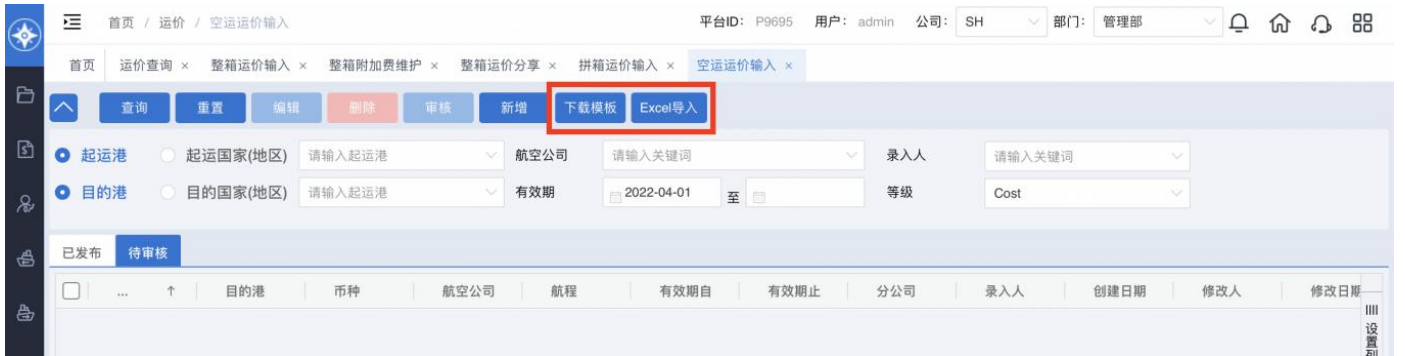 首页 / 运价 / 空运运价输入 平台ID: P9695 用户: admin 公司: SH 部门: 管理部
首页 运价查询 × 整箱运价输入 × 整箱附加费维护 × 整箱运价分享 × 拼箱运价输入 × 空运运价输入 ×
查询 重置 编辑 删除 审核 新增 下载模板 Excel导入
起运港 起运国家(地区) 请输入起运港 航空公司 请输入关键词 录入人 请输入关键词
目的港 目的国家(地区) 请输入起运港 有效期 2022-04-01 至 等级 Cost
已发布 待审核
... ↑ 目的港 币种 航空公司 航程 有效期自 有效期止 分公司 录入人 创建日期 修改人 修改日期
设置列